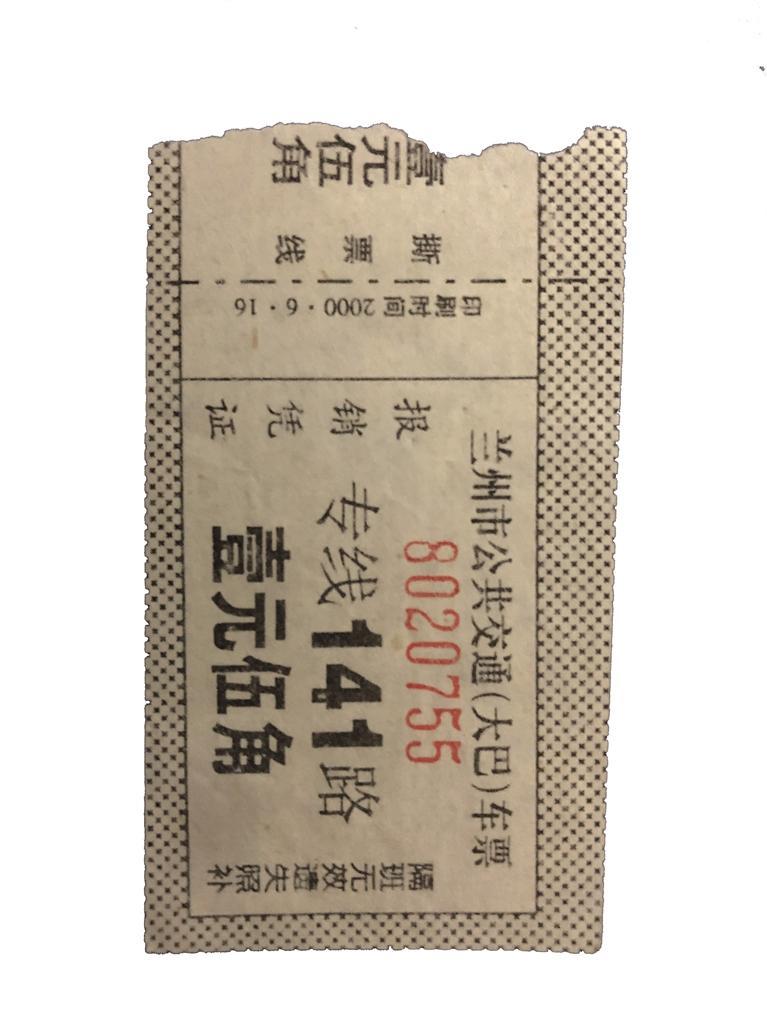 兰州市公共交通(大巴)车票
8020755
专线141路
壹元伍角
报销凭证
隔班无效遗失照补
印刷时间 2000·6·16
撕票线
壹元伍角